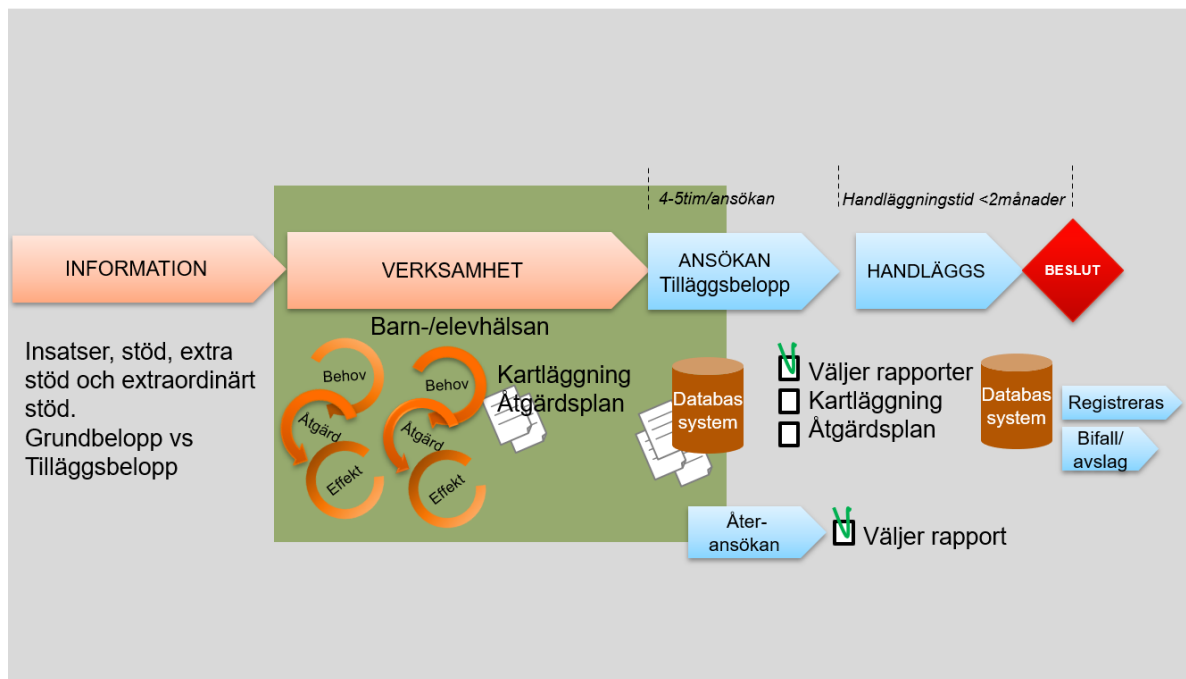 4-5tim/ansökan
Handläggningstid <2månader
INFORMATION
VERKSAMHET
ANSÖKAN
Tilläggsbelopp
HANDLÄGGS
BESLUT
Insatser, stöd, extra
stöd och extraordinärt
stöd.
Grundbelopp vs
Tilläggsbelopp
Barn-/elevhälsan
Behov
Åtgärd
Effekt
Behov
Åtgärd
Effekt
Kartläggning
Åtgärdsplan
Databas
system
Väljer rapporter
Kartläggning
Åtgärdsplan
Databas
system
Registreras
Bifall/
avslag
Åter-
ansökan
Väljer rapport